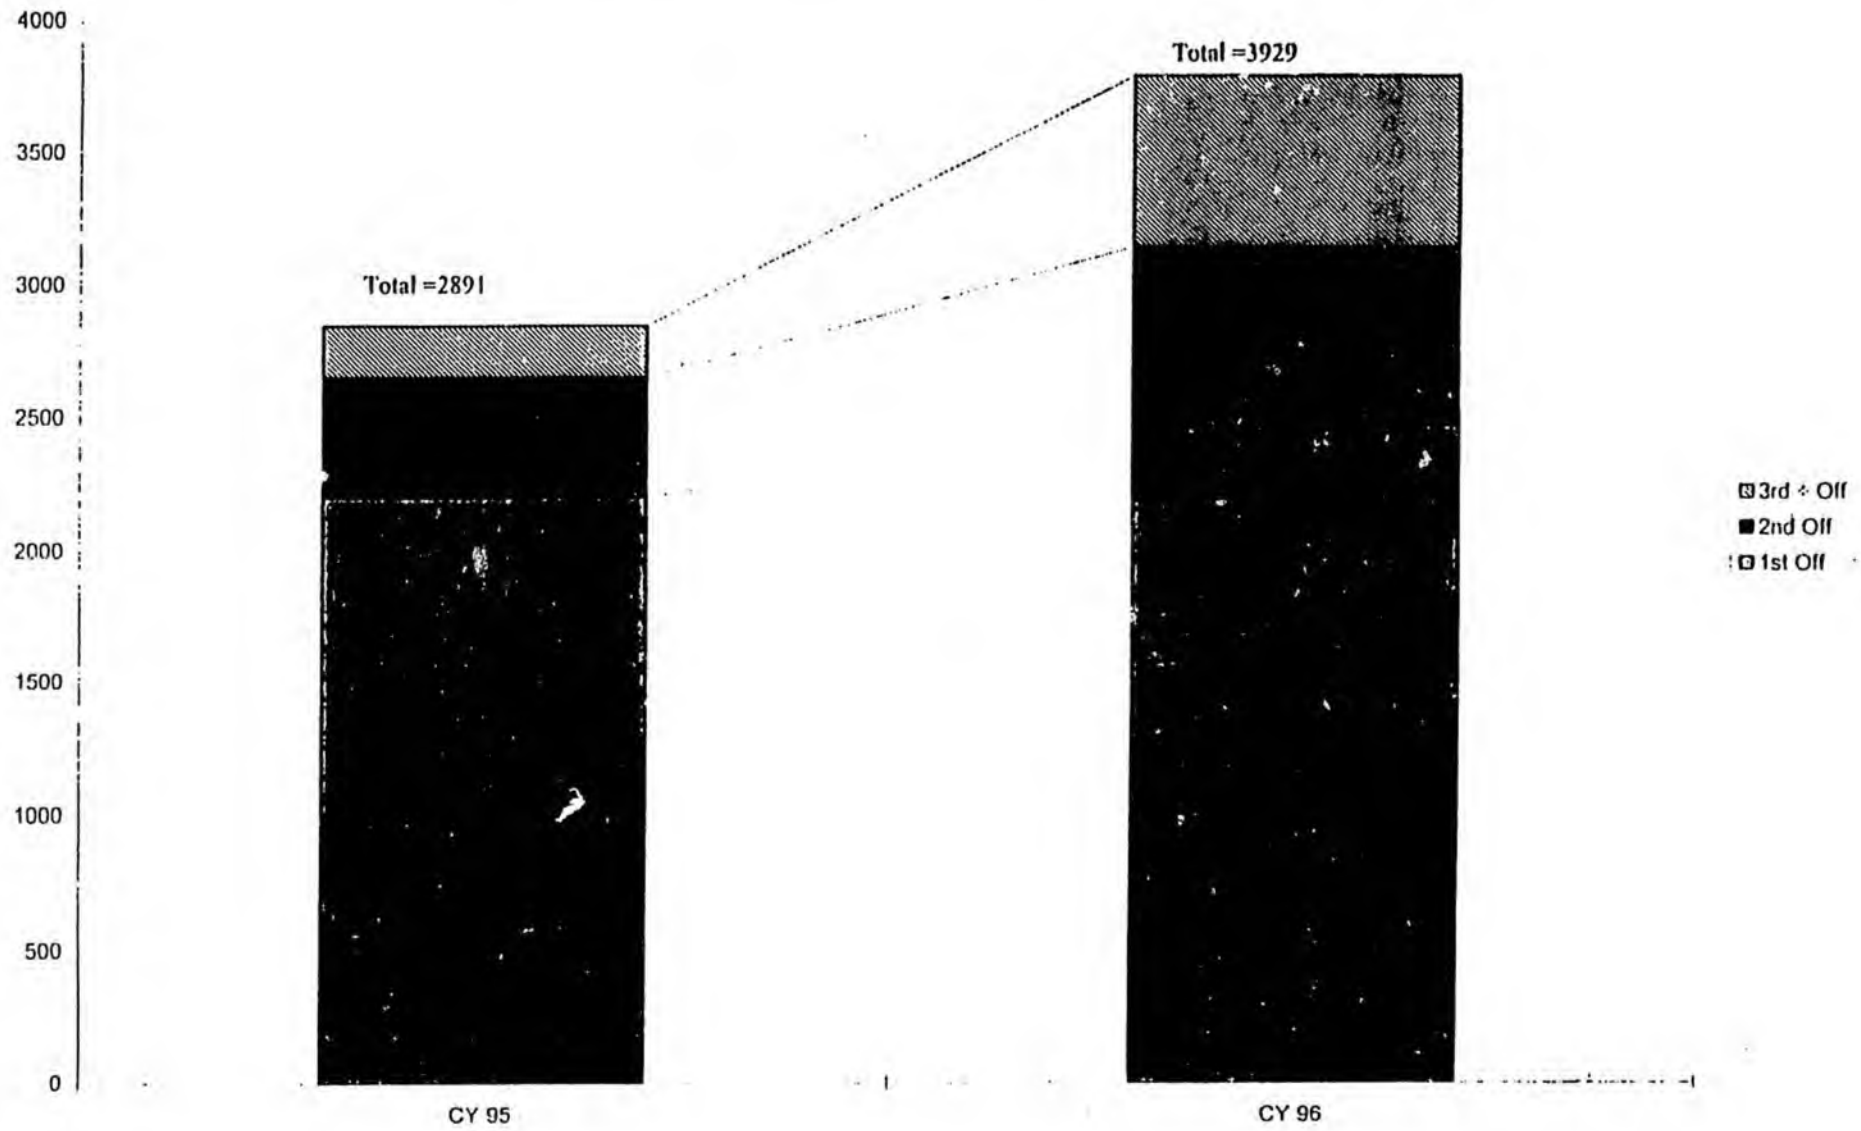 4000
Total =3929
3500
3000
Total =2891
2500
3rd + Off
2nd Off
2000
1st Off
1500
1000
500
0
CY 95
CY 96